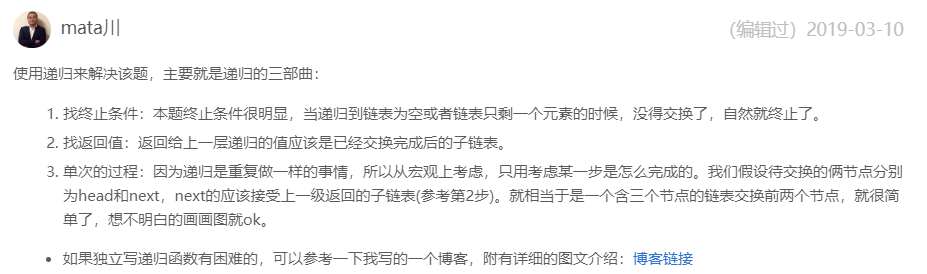 mata川
（编辑过）2019-03-10
使用递归来解决该题，主要就是递归的三部曲：
1. 找终止条件：本题终止条件很明显，当递归到链表为空或者链表只剩一个元素的时候，没得交换了，自然就终止了。
2. 找返回值：返回给上一层递归的值应该是已经交换完成后的子链表。
3. 单次的过程：因为递归是重复做一样的事情，所以从宏观上考虑，只用考虑某一步是怎么完成的。我们假设待交换的俩节点分别
为head和next，next的应该接受上一级返回的子链表(参考第2步)。就相当于是一个含三个节点的链表交换前两个节点，就很简
单了，想不明白的画画图就ok。
• 如果独立写递归函数有困难的，可以参考一下我写的一个博客，附有详细的图文介绍：博客链接